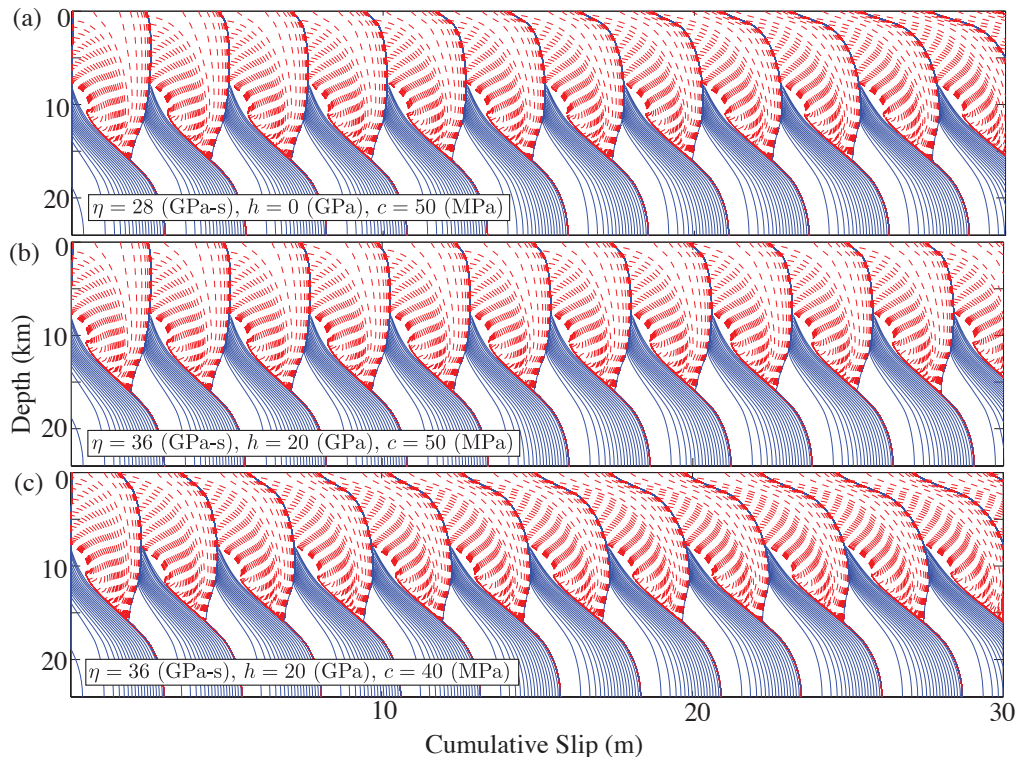 (a)
0
10
20
η = 28 (GPa-s), h = 0 (GPa), c = 50 (MPa)
(b)
0
10
20
η = 36 (GPa-s), h = 20 (GPa), c = 50 (MPa)
Depth (km)
(c)
0
10
20
η = 36 (GPa-s), h = 20 (GPa), c = 40 (MPa)
10
20
30
Cumulative Slip (m)